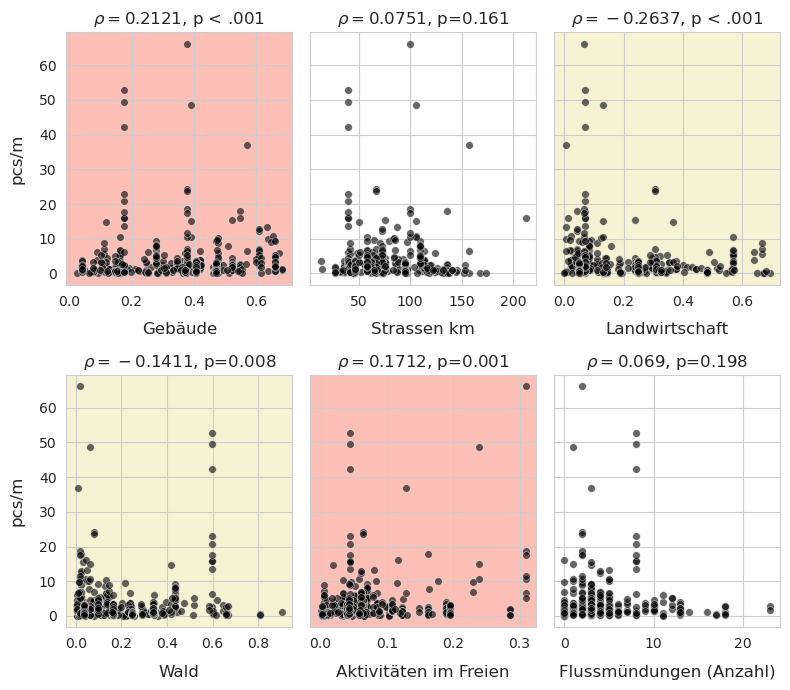 ρ = 0.2121, p < .001
ρ = 0.0751, p=0.161
ρ = −0.2637, p < .001
pcs/m
60
50
40
30
20
10
0
0.0 0.2 0.4 0.6
50 100 150 200
0.0 0.2 0.4 0.6
Gebäude
Strassen km
Landwirtschaft
ρ = −0.1411, p=0.008
ρ = 0.1712, p=0.001
ρ = 0.069, p=0.198
pcs/m
60
50
40
30
20
10
0
0.0 0.2 0.4 0.6 0.8
0.0 0.1 0.2 0.3
0 10 20
Wald
Aktivitäten im Freien
Flussmündungen (Anzahl)